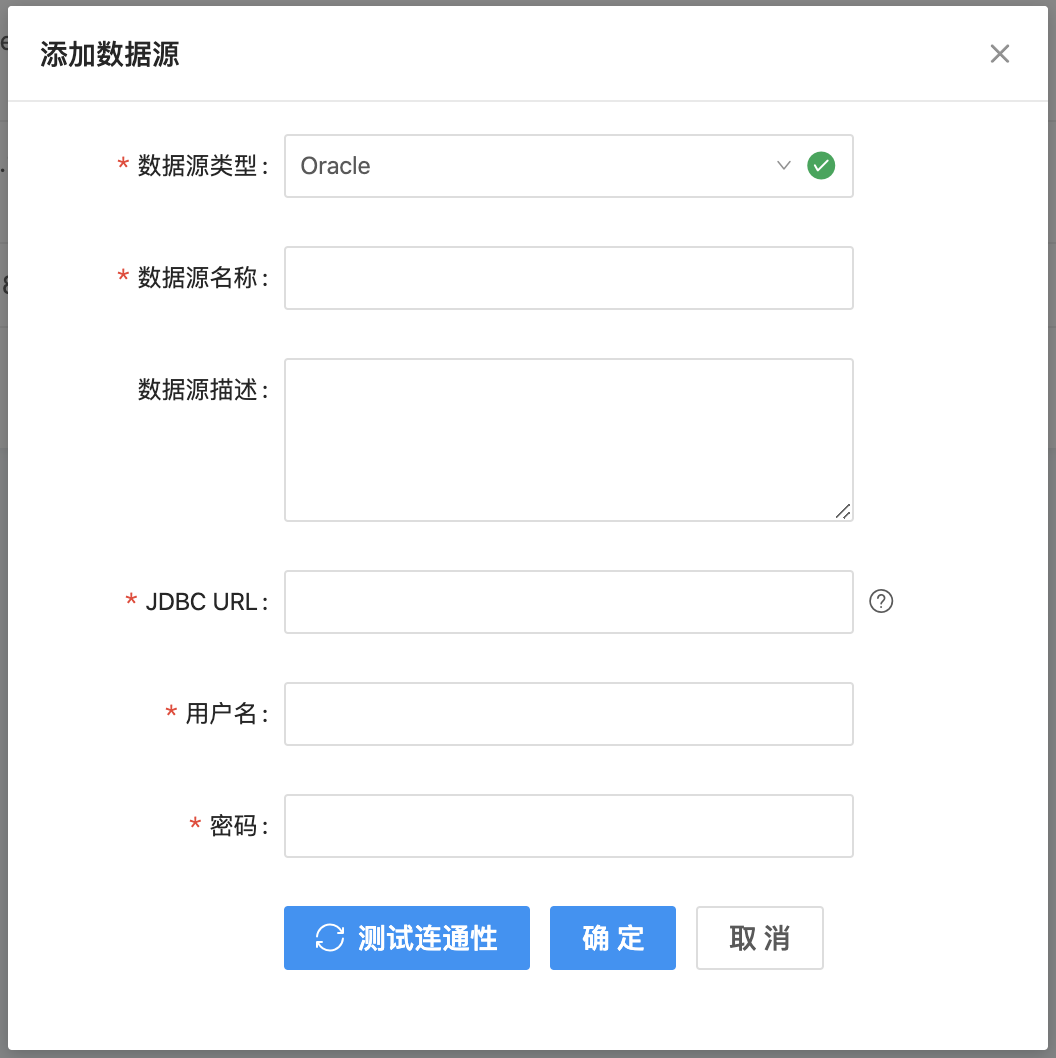 添加数据源
* 数据源类型:
Oracle
* 数据源名称:
数据源描述:
* JDBC URL:
* 用户名:
* 密码:
测试连通性
确 定
取 消